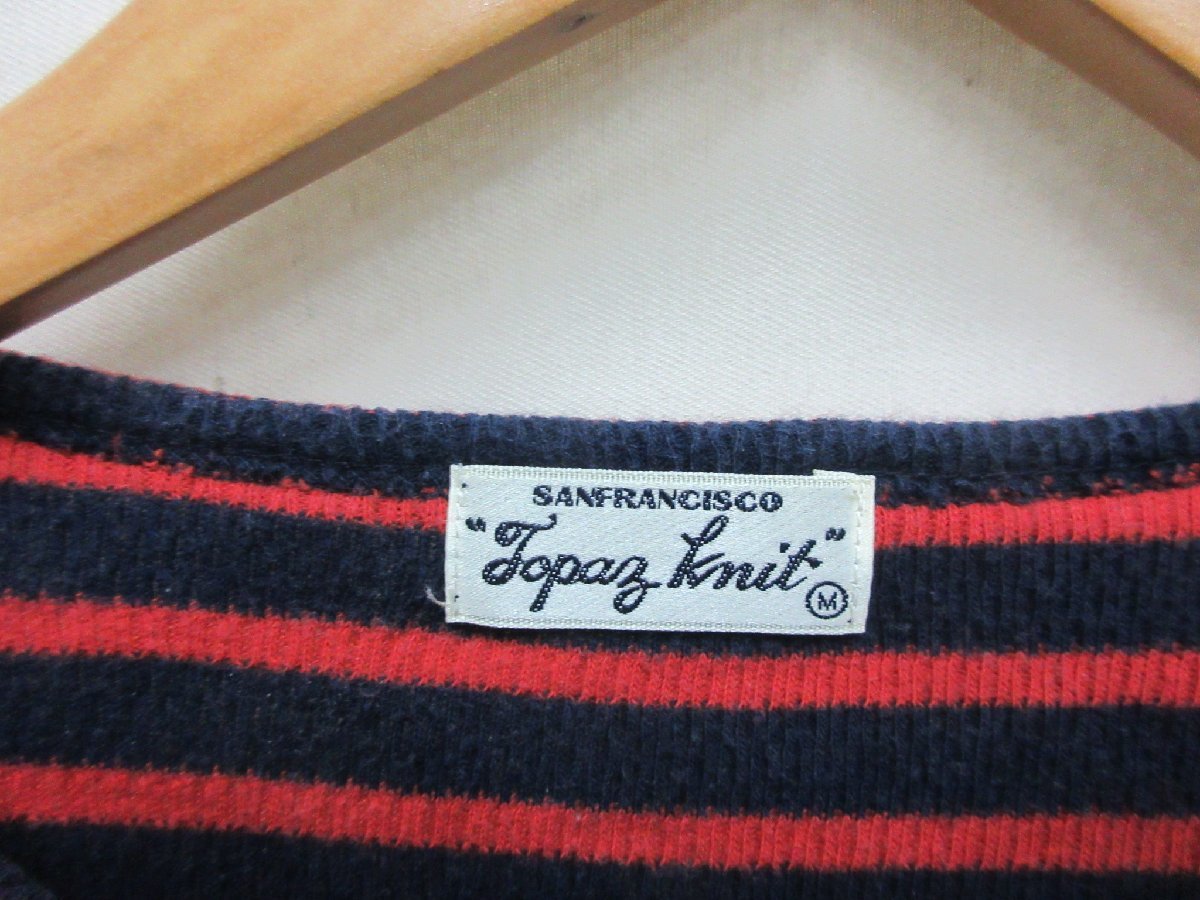 SANFRANCISCO
"Topaz Knit"
M